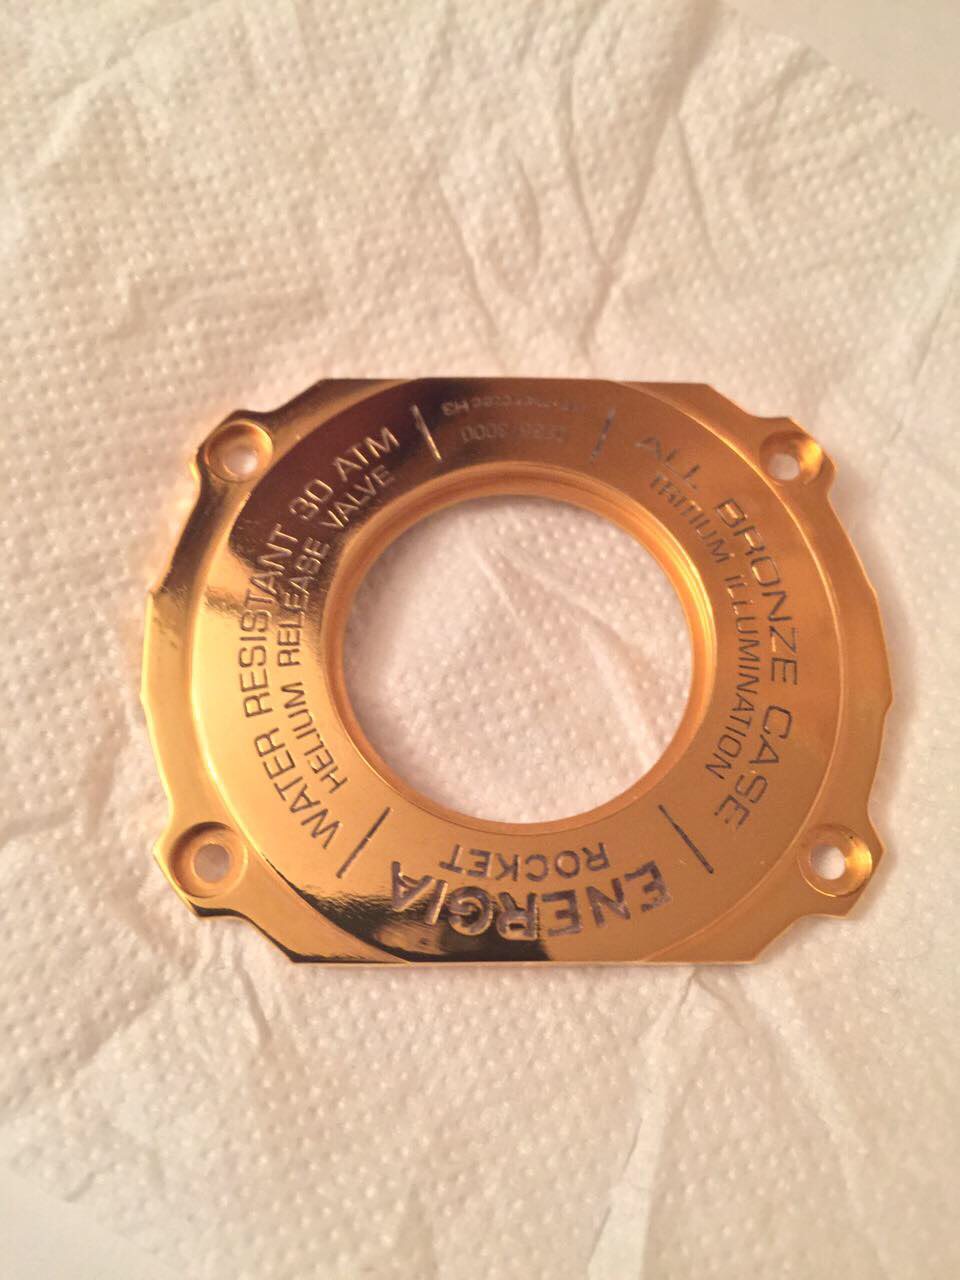 WATER RESISTANT 30 ATM
HELIUM RELEASE VALVE
ALL BRONZE CASE
TRITIUM ILLUMINATION
ENERGIA
ROCKET